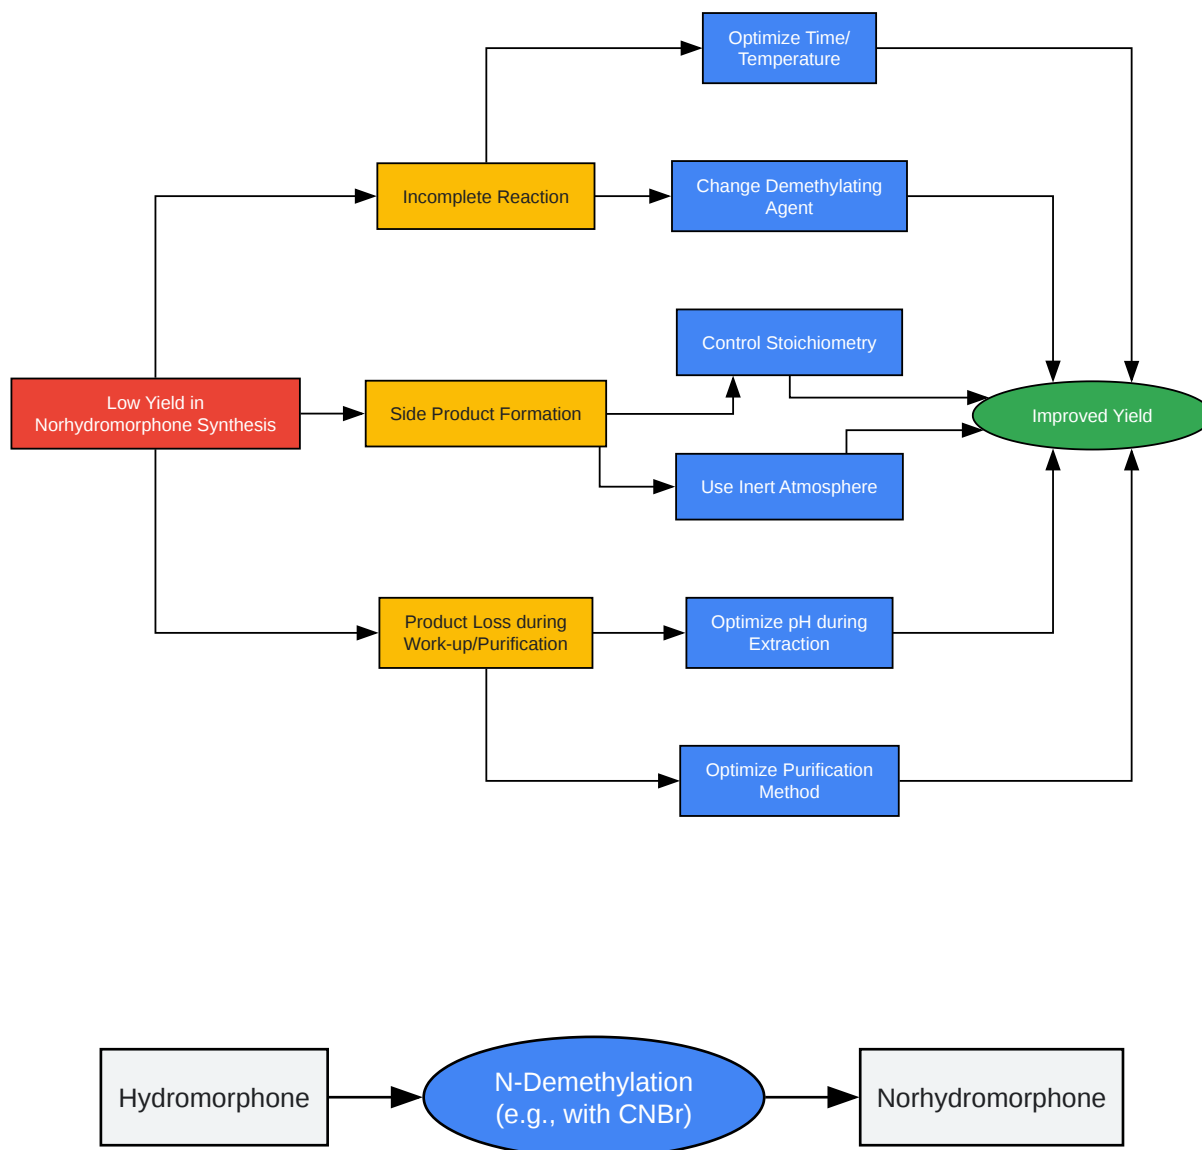 Optimize Time/
Temperature
Incomplete Reaction
Change Demethylating
Agent
Control Stoichiometry
Low Yield in
Norhydromorphone Synthesis
Side Product Formation
Improved Yield
Use Inert Atmosphere
Product Loss during
Work-up/Purification
Optimize pH during
Extraction
Optimize Purification
Method
Hydromorphone
N-Demethylation
(e.g., with CNBr)
Norhydromorphone